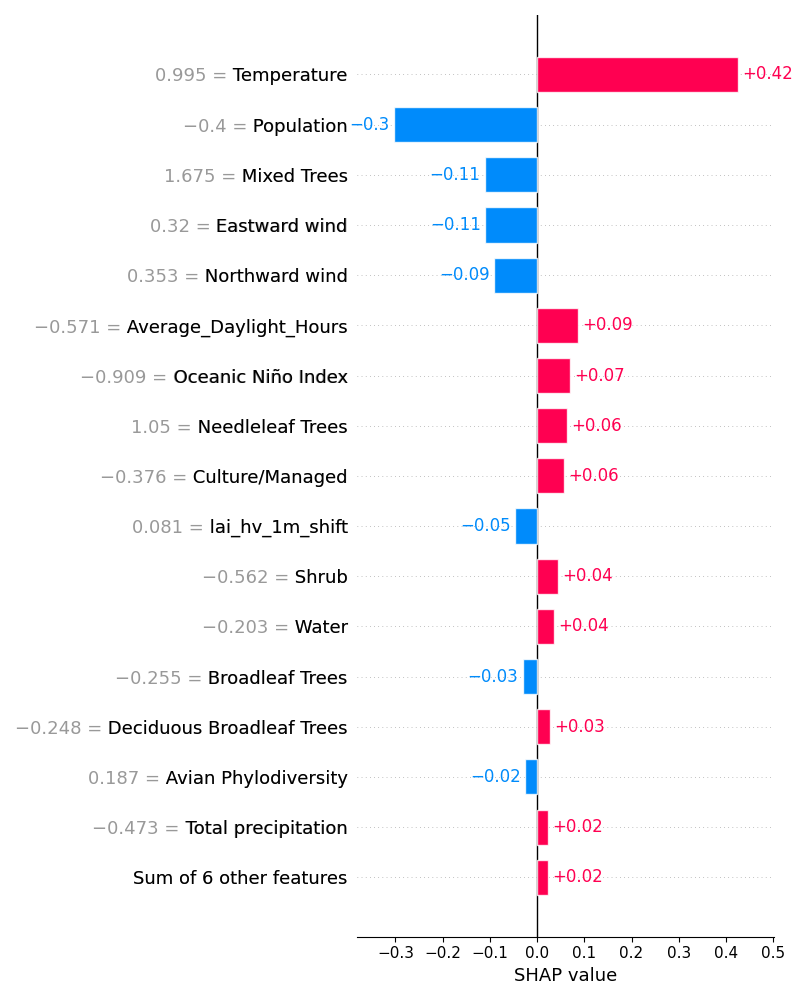 0.995 = Temperature +0.42
−0.4 = Population −0.3
1.675 = Mixed Trees −0.11
0.32 = Eastward wind −0.11
0.353 = Northward wind −0.09
−0.571 = Average_Daylight_Hours +0.09
−0.909 = Oceanic Niño Index +0.07
1.05 = Needleleaf Trees +0.06
−0.376 = Culture/Managed +0.06
0.081 = lai_hv_1m_shift −0.05
−0.562 = Shrub +0.04
−0.203 = Water +0.04
−0.255 = Broadleaf Trees −0.03
−0.248 = Deciduous Broadleaf Trees +0.03
0.187 = Avian Phylodiversity −0.02
−0.473 = Total precipitation +0.02
Sum of 6 other features +0.02
−0.3 −0.2 −0.1 0.0 0.1 0.2 0.3 0.4 0.5
SHAP value